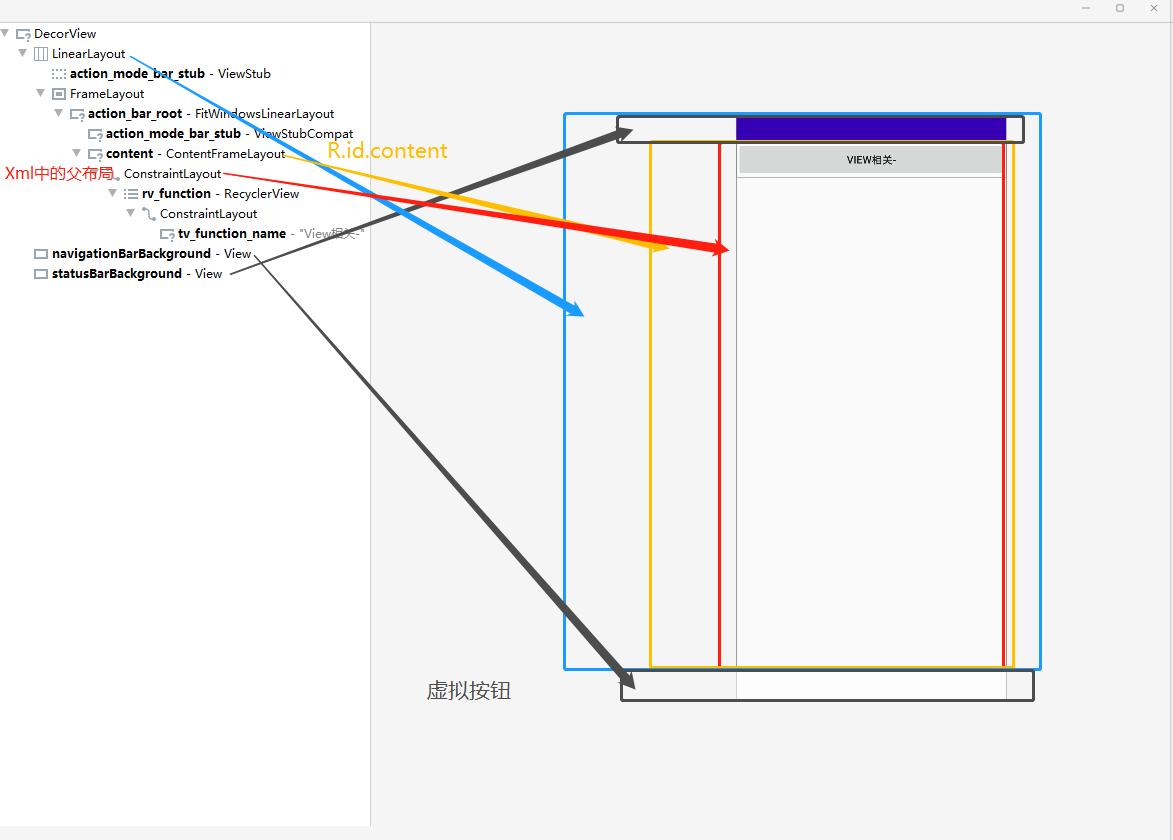 DecorView
LinearLayout
action_mode_bar_stub - ViewStub
FrameLayout
action_bar_root - FitWindowsLinearLayout
action_mode_bar_stub - ViewStubCompat
content - ContentFrameLayout
R.id.content
Xml中的父布局
ConstraintLayout
rv_function - RecyclerView
ConstraintLayout
tv_function_name - "View相关-"
navigationBarBackground - View
statusBarBackground - View
VIEW相关-
虚拟按钮